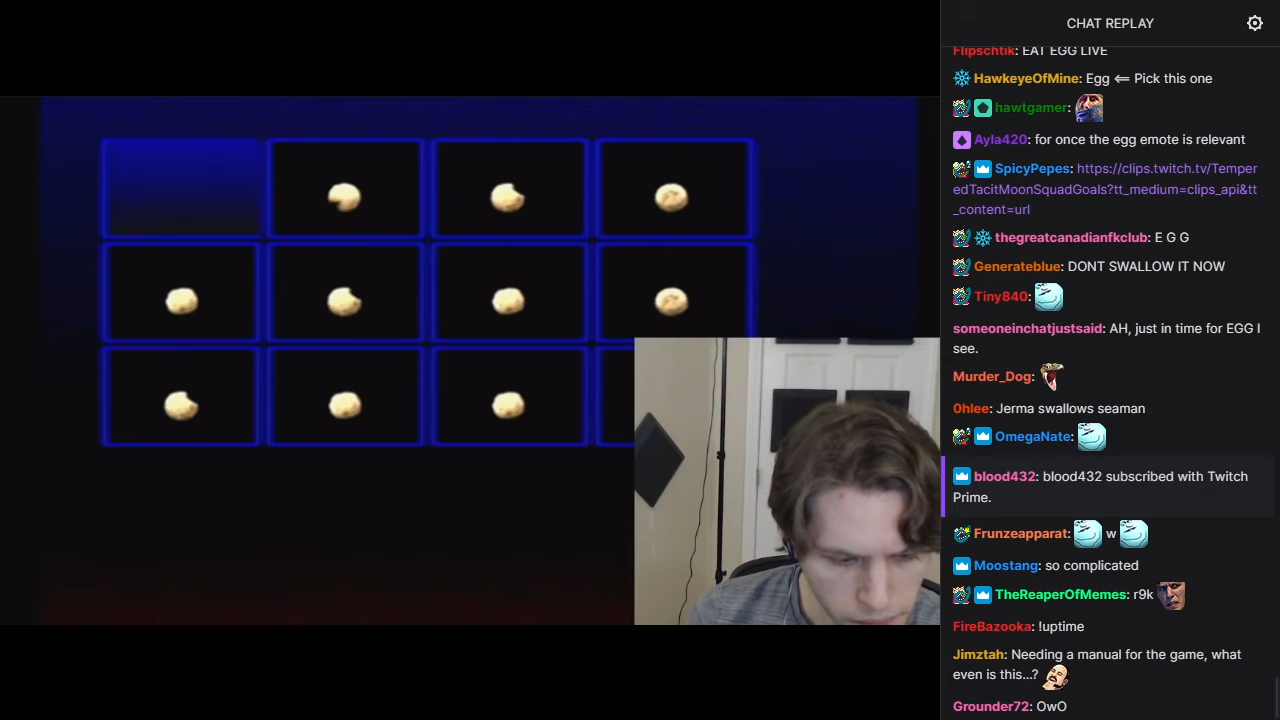 CHAT REPLAY
Flipschtik: EAT EGG LIVE
HawkeyeOfMine: Egg <== Pick this one
hawtgamer:
Ayla420: for once the egg emote is relevant
SpicyPepes: https://clips.twitch.tv/Temper
edTacitMoonSquadGoals?tt_medium=clips_api&tt
_content=url
thegreatcanadianfkclub: E G G
Generateblue: DONT SWALLOW IT NOW
Tiny840:
someoneinchatjustsaid: AH, just in time for EGG I
see.
Murder_Dog:
0hlee: Jerma swallows seaman
OmegaNate:
blood432: blood432 subscribed with Twitch
Prime.
Frunzeapparat: w
Moostang: so complicated
TheReaperOfMemes: r9k
FireBazooka: !uptime
Jimztah: Needing a manual for the game, what
even is this...?
Grounder72: OwO